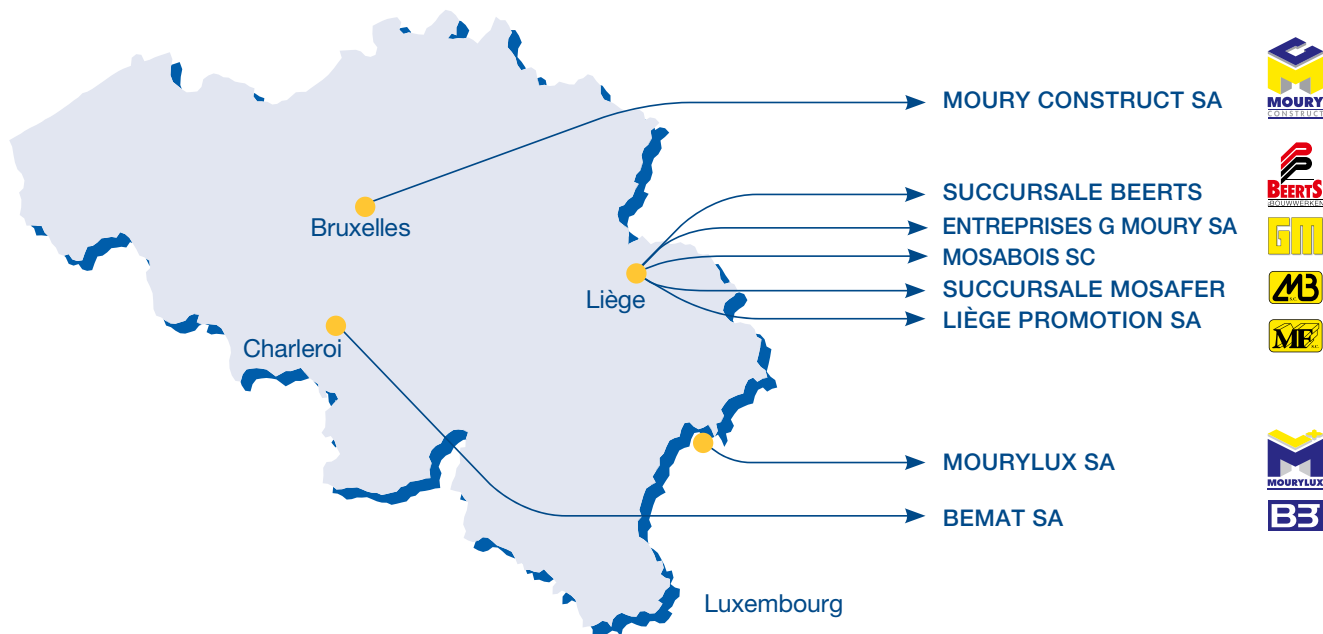 MOURY CONSTRUCT SA
MOURY
CONSTRUCT
SUCCURSALE BEERTS
BEERTS
BOUWWERKEN
Bruxelles
ENTREPRISES G MOURY SA
GM
MOSABOIS SC
Liège
SUCCURSALE MOSAFER
MB
S.C.
LIÈGE PROMOTION SA
MF
S.C.
Charleroi
MOURYLUX SA
MOURYLUX
BEMAT SA
B3
Luxembourg